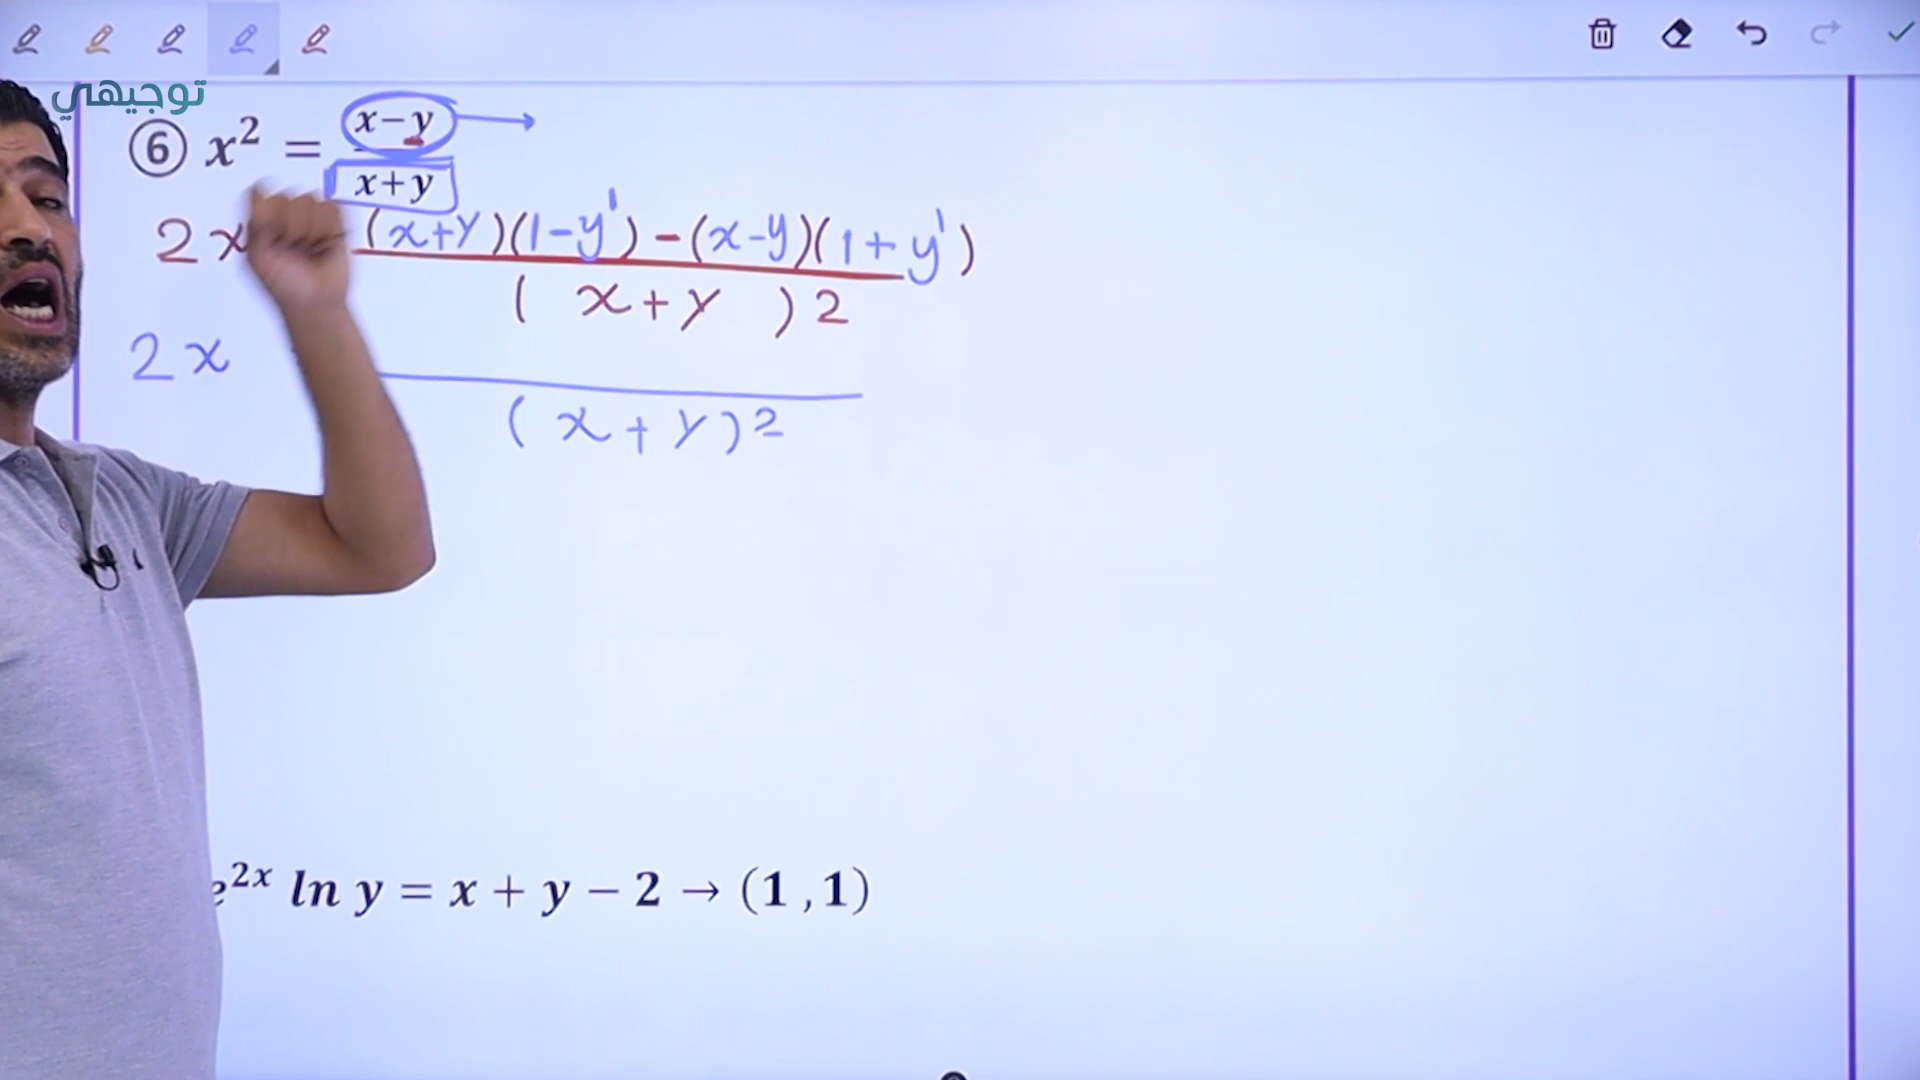 توجيهي
⑥ x² = x-y / x+y
2x (x+y)(1-y') - (x-y)(1+y') / (x+y)2
2x / (x+y)2
e^2x ln y = x + y − 2 → (1 ,1)